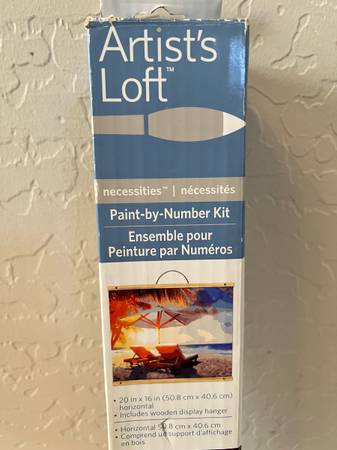 Artist's
Loft™
necessities™ | nécessités
Paint-by-Number Kit
Ensemble pour
Peinture par Numéros
• 20 in x 16 in (50.8 cm x 40.6 cm)
horizontal
• Includes wooden display hanger
• Horizontal 50.8 cm x 40.6 cm
• Comprend un support d'affichage
en bois